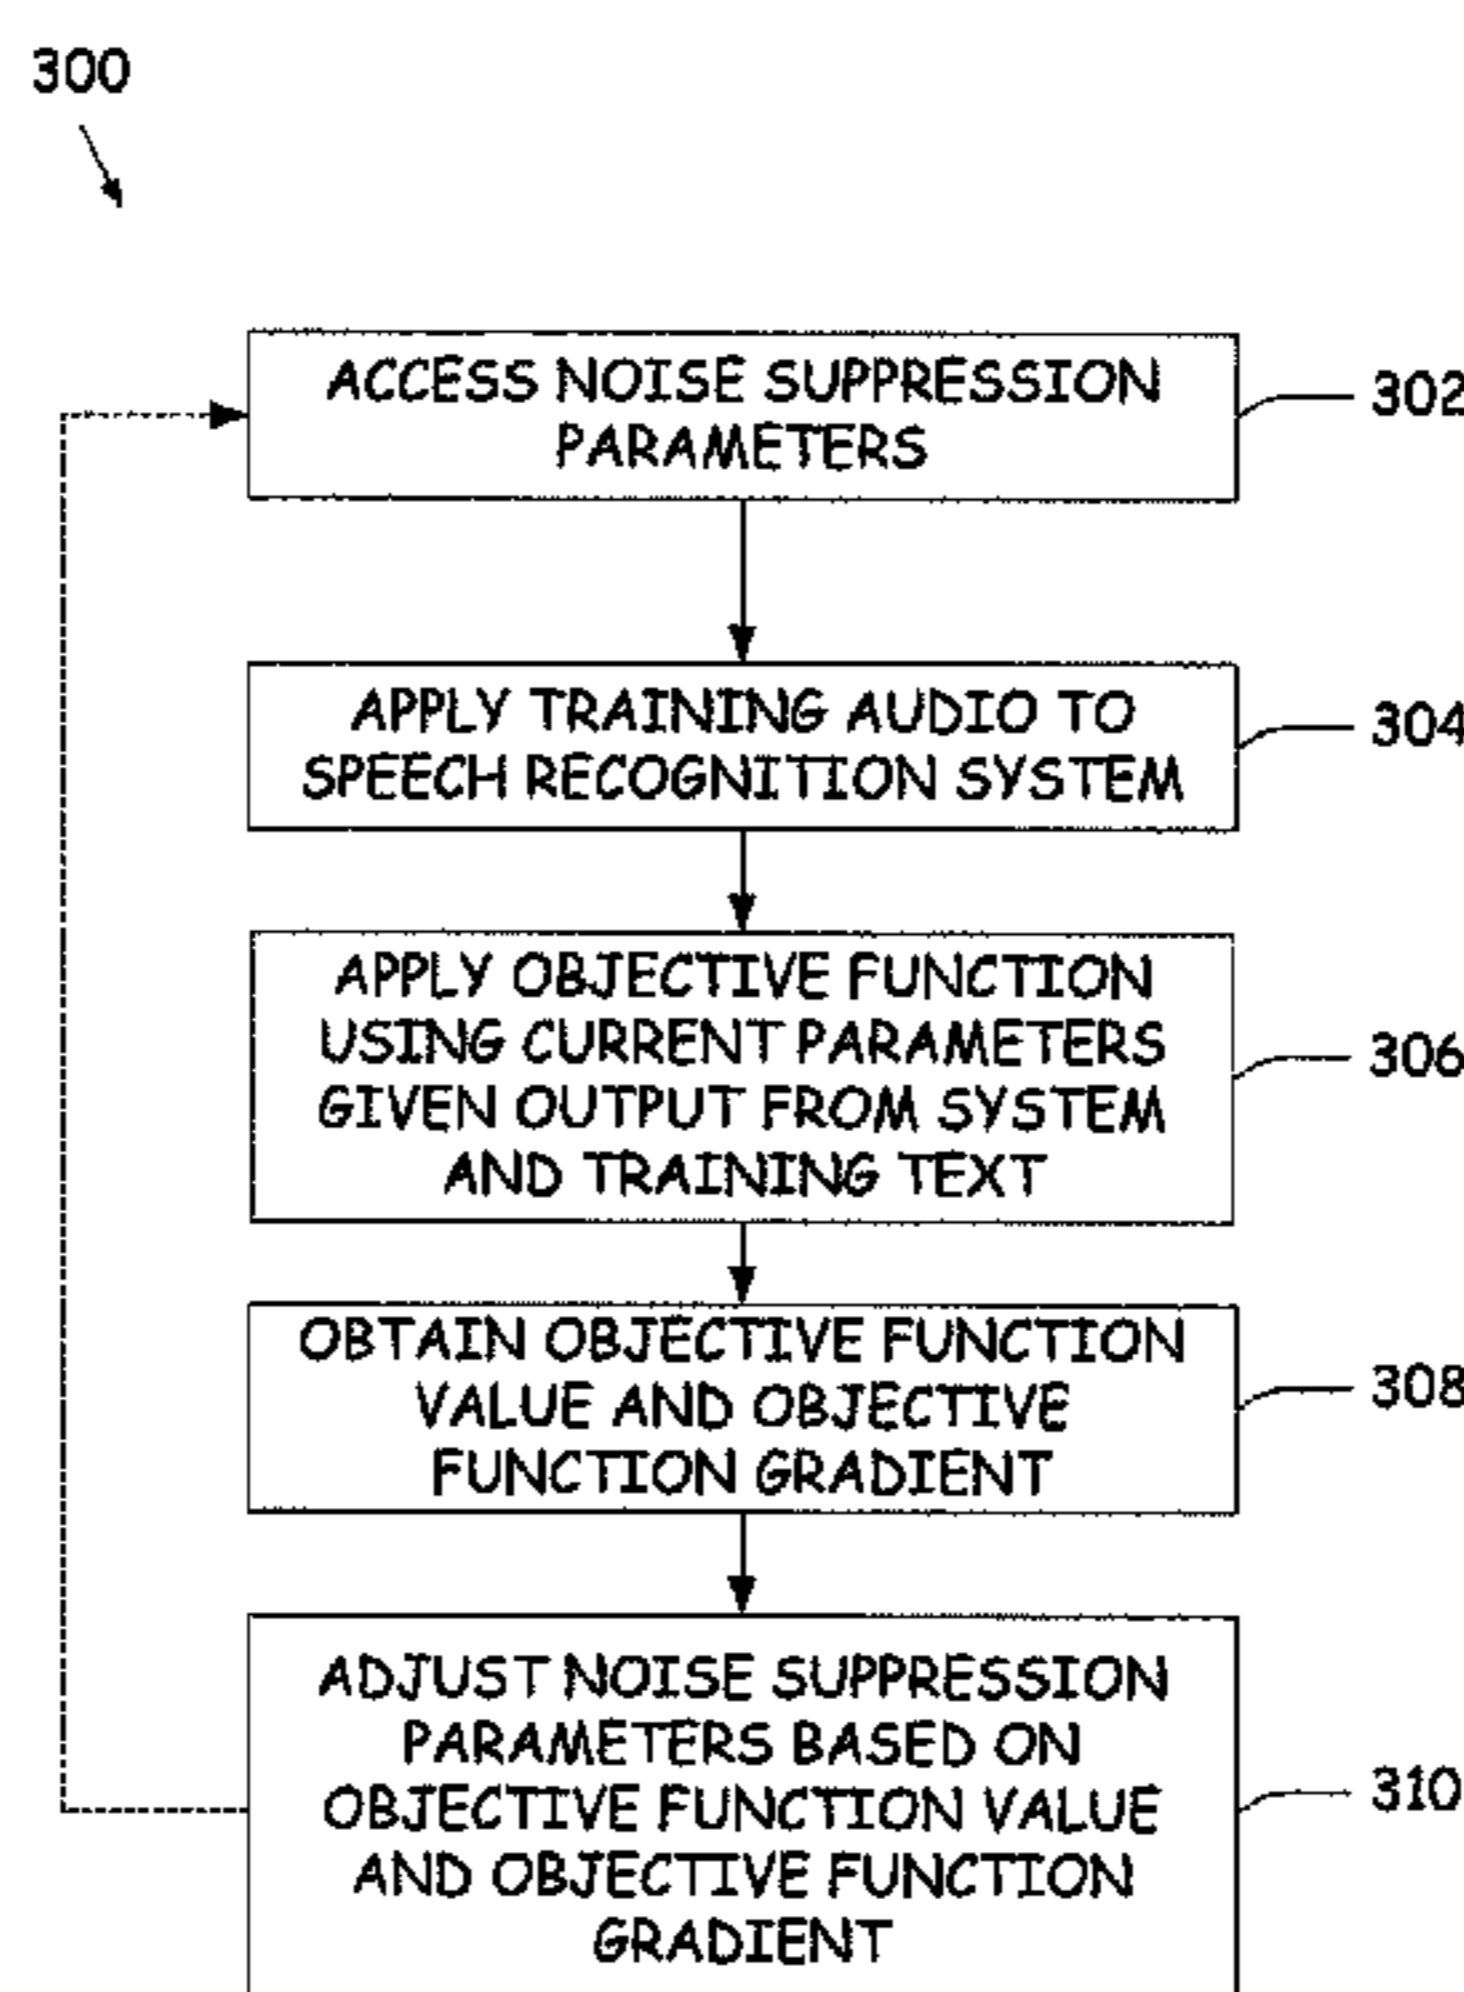 300
ACCESS NOISE SUPPRESSION
PARAMETERS
302
APPLY TRAINING AUDIO TO
SPEECH RECOGNITION SYSTEM
304
APPLY OBJECTIVE FUNCTION
USING CURRENT PARAMETERS
GIVEN OUTPUT FROM SYSTEM
AND TRAINING TEXT
306
OBTAIN OBJECTIVE FUNCTION
VALUE AND OBJECTIVE
FUNCTION GRADIENT
308
ADJUST NOISE SUPPRESSION
PARAMETERS BASED ON
OBJECTIVE FUNCTION VALUE
AND OBJECTIVE FUNCTION
GRADIENT
310